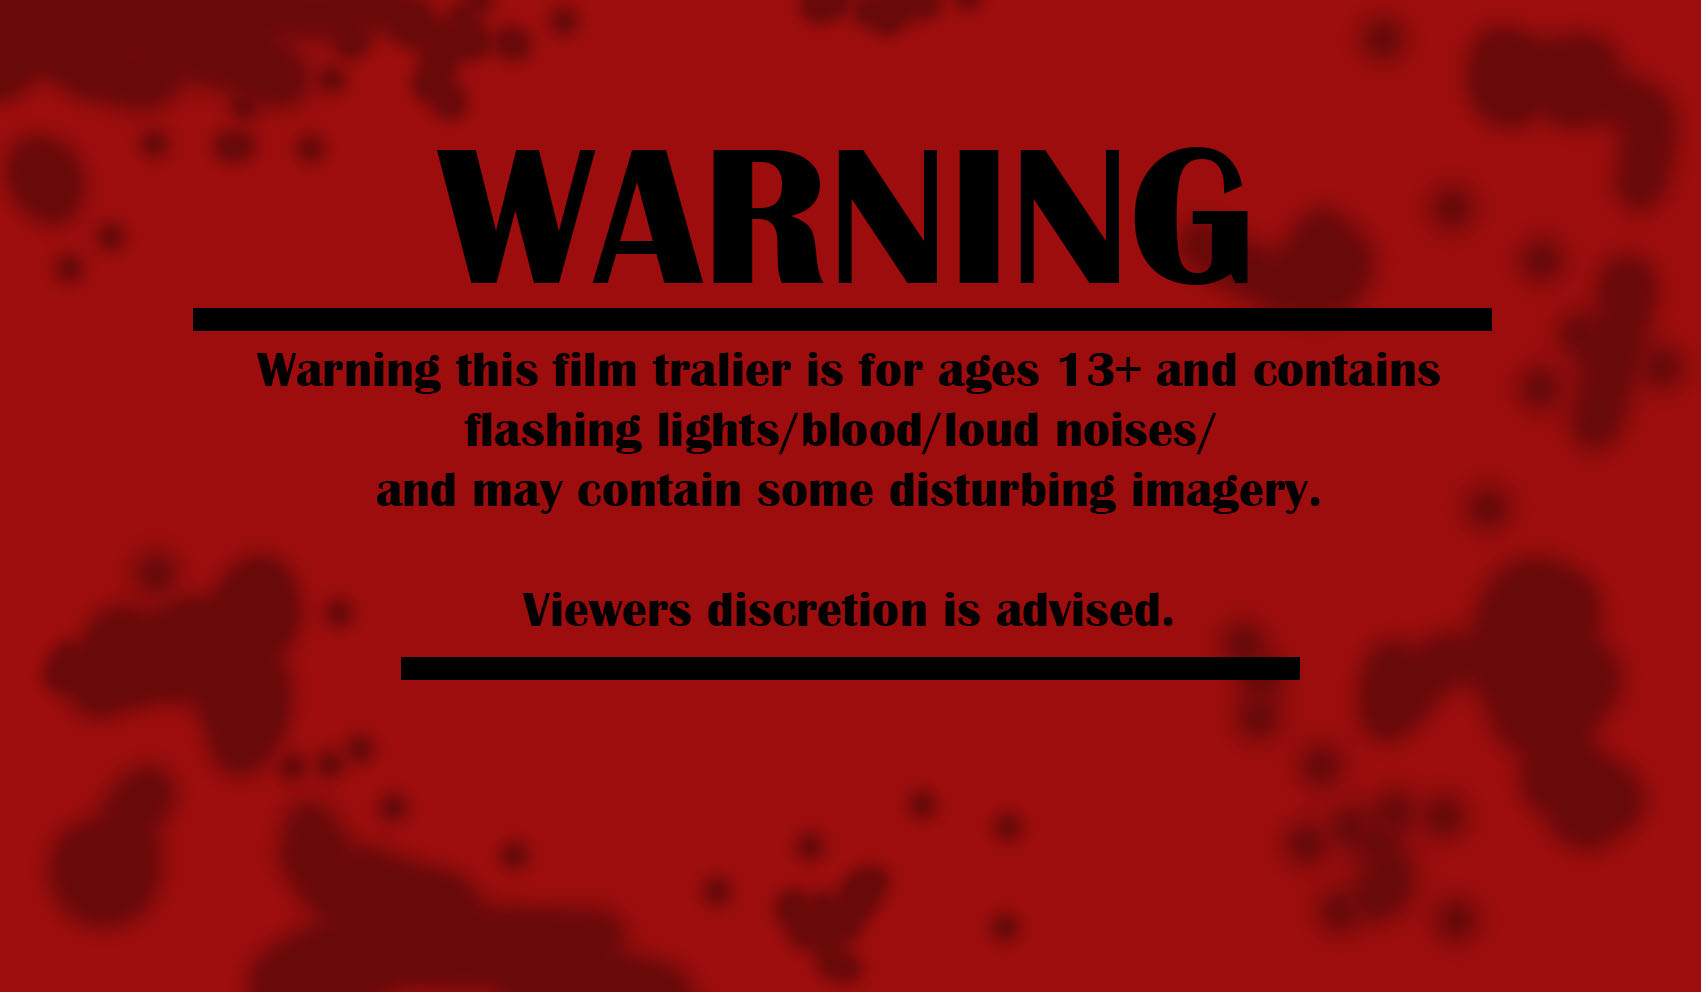 WARNING
Warning this film tralier is for ages 13+ and contains
flashing lights/blood/loud noises/
and may contain some disturbing imagery.
Viewers discretion is advised.